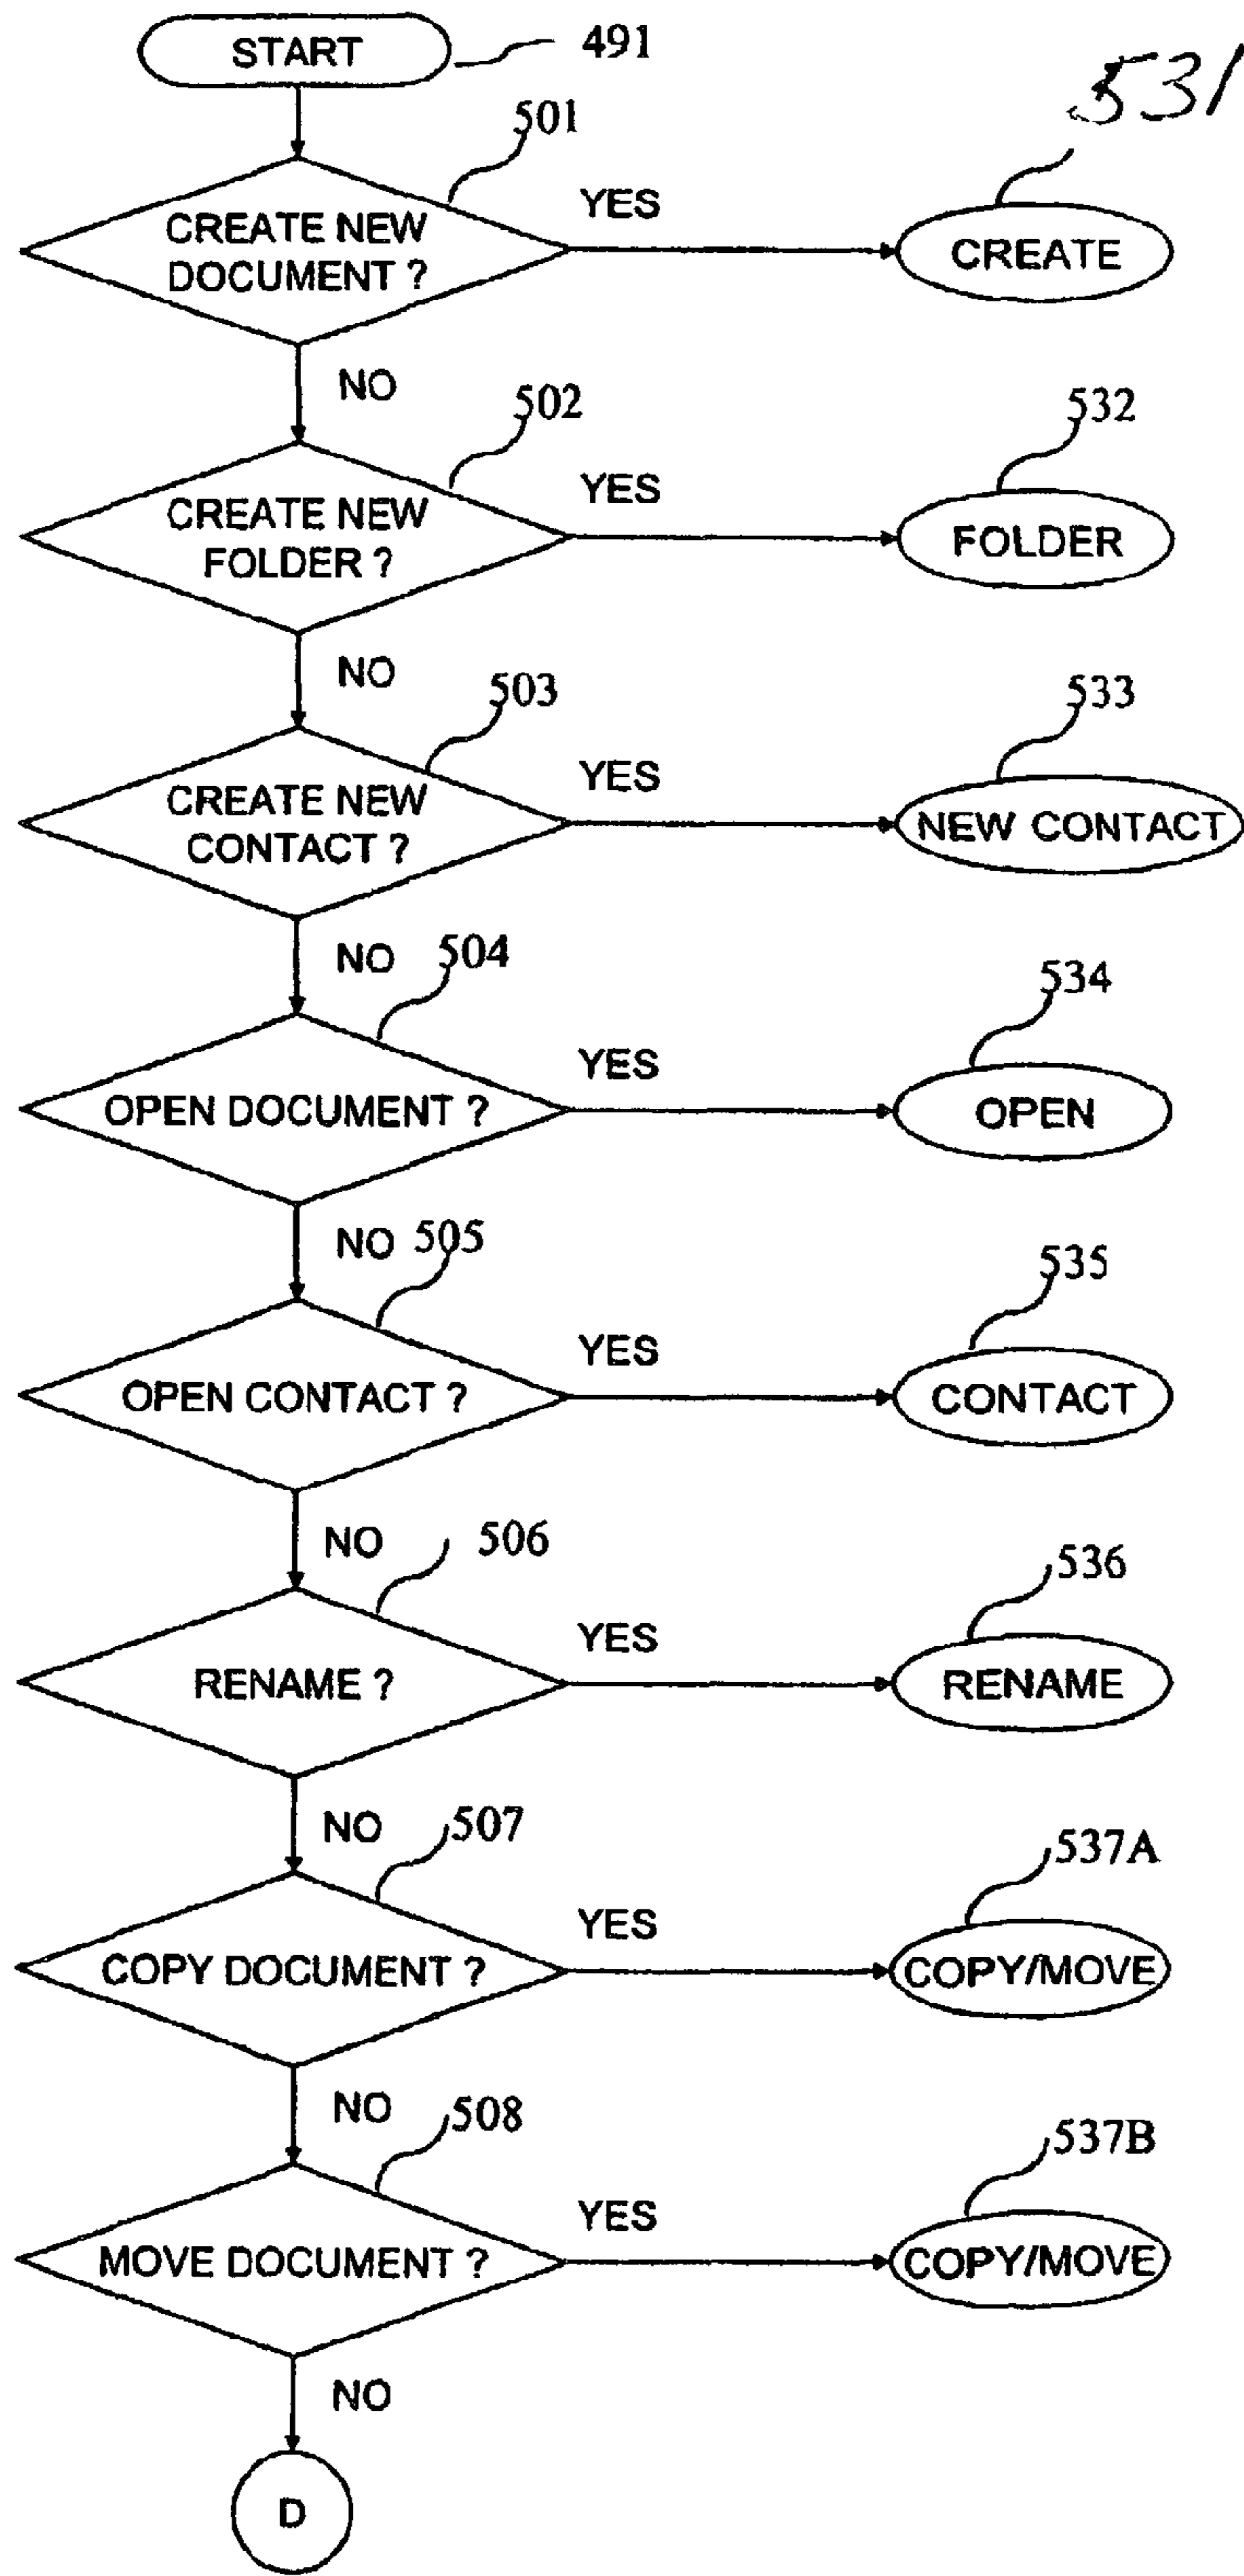 START
491
531
501
CREATE NEW
DOCUMENT ?
YES
CREATE
NO
502
532
CREATE NEW
FOLDER ?
YES
FOLDER
NO
503
533
CREATE NEW
CONTACT ?
YES
NEW CONTACT
NO
504
534
OPEN DOCUMENT ?
YES
OPEN
NO
505
535
OPEN CONTACT ?
YES
CONTACT
NO
506
536
RENAME ?
YES
RENAME
NO
507
537A
COPY DOCUMENT ?
YES
COPY/MOVE
NO
508
537B
MOVE DOCUMENT ?
YES
COPY/MOVE
NO
D